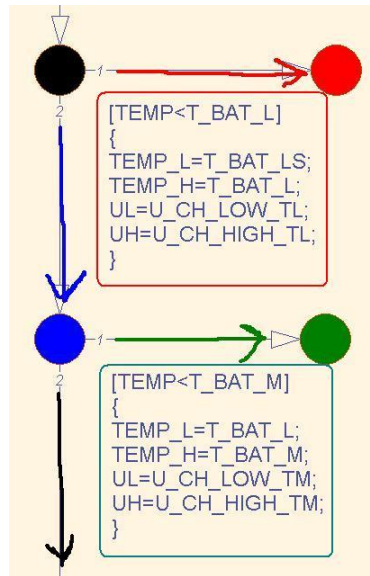 1
2
[TEMP<T_BAT_L]
{
TEMP_L=T_BAT_LS;
TEMP_H=T_BAT_L;
UL=U_CH_LOW_TL;
UH=U_CH_HIGH_TL;
}
1
2
[TEMP<T_BAT_M]
{
TEMP_L=T_BAT_L;
TEMP_H=T_BAT_M;
UL=U_CH_LOW_TM;
UH=U_CH_HIGH_TM;
}